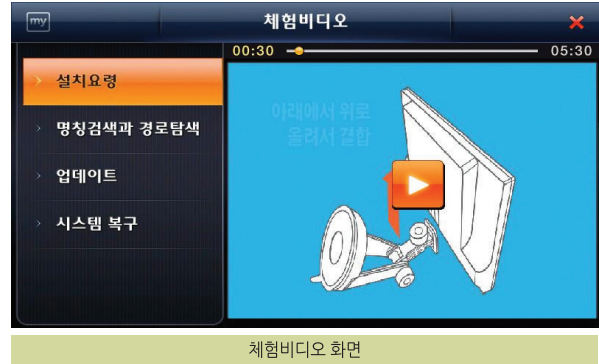 my
체험비디오
00:30
05:30
설치요령
명칭검색과 경로탐색
업데이트
시스템 복구
아래에서 위로
올려서 결합
체험비디오 화면